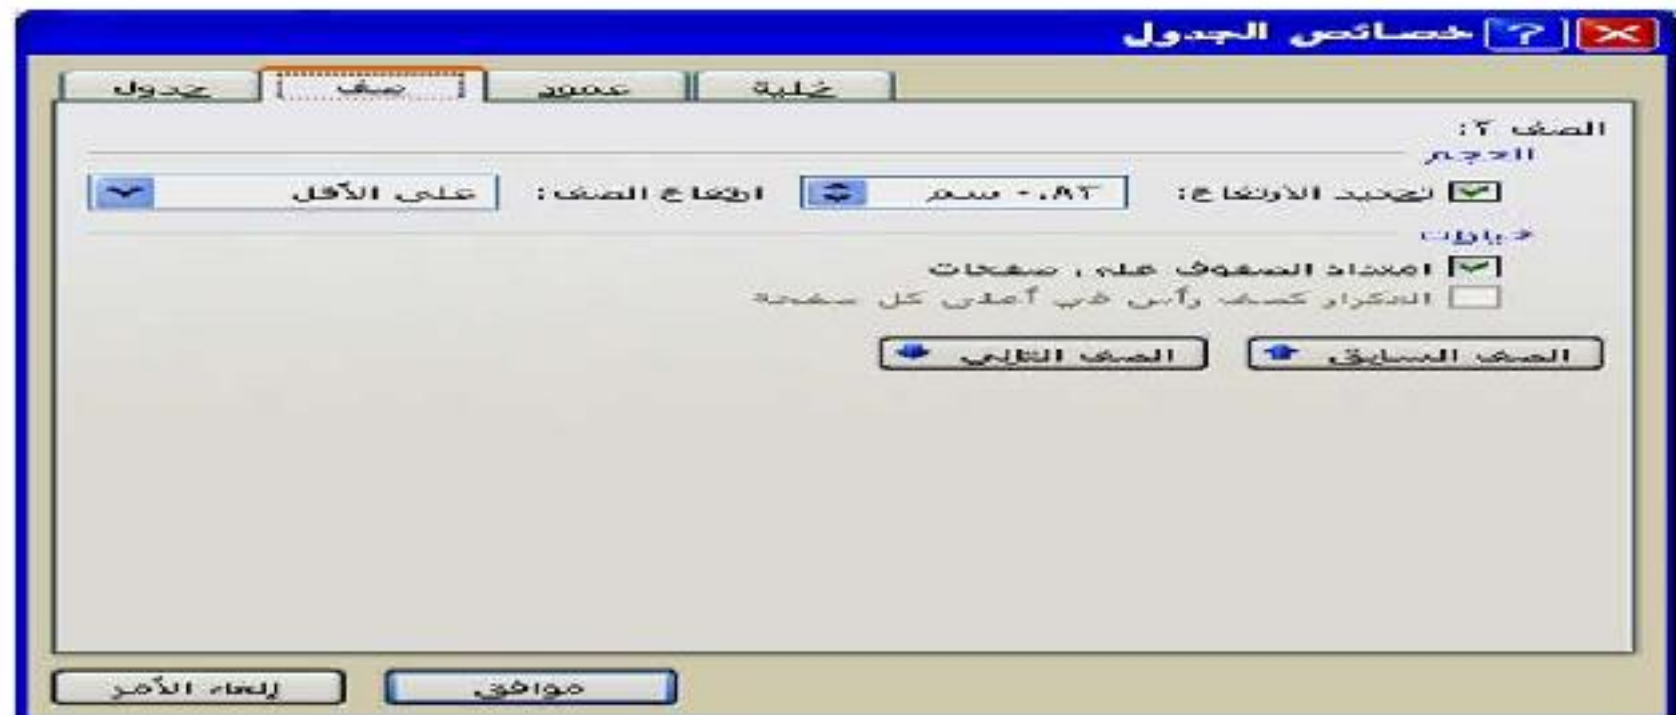 خصائص الجدول
جدول صف عمود خلية
الصف ٢:
الحجم
تحديد الارتفاع: ٠.٨٢ سم ارتفاع الصف: على الأقل
خيارات
امتداد الصفوف على صفحات
التكرار كصف رأس في أعلى كل صفحة
الصف السابق الصف التالي
موافق إلغاء الأمر